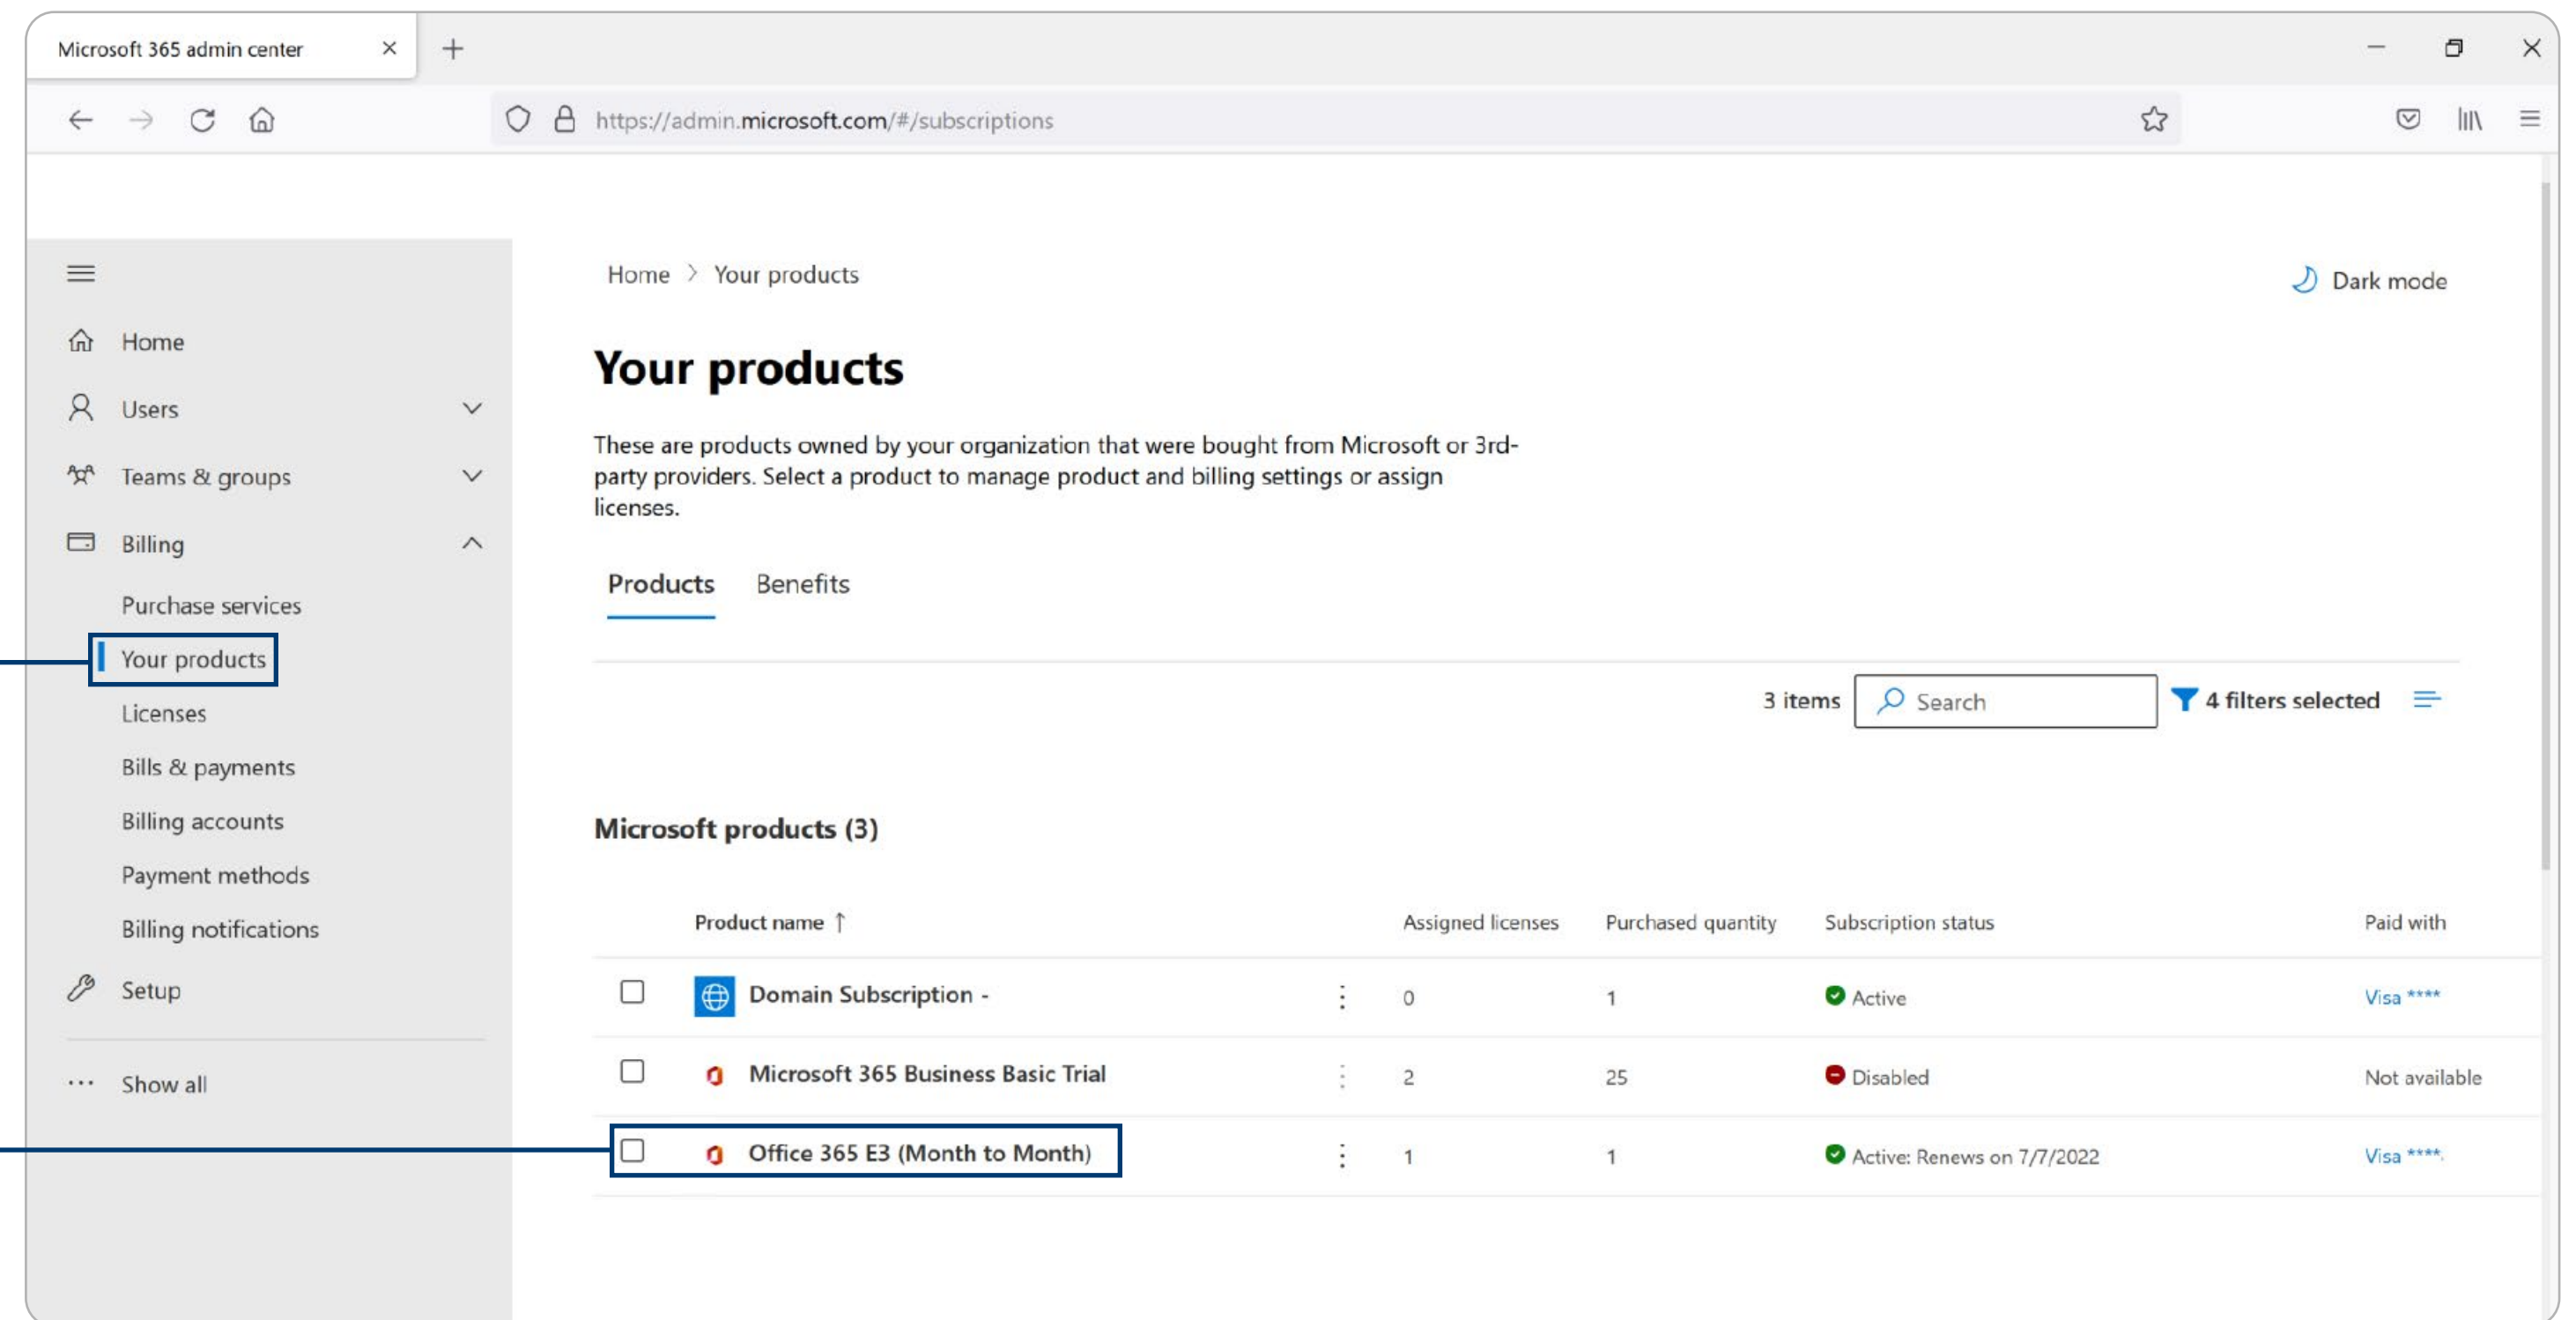 Microsoft 365 admin center
https://admin.microsoft.com/#/subscriptions
Home > Your products
Dark mode
Home
Users
Teams & groups
Billing
Purchase services
Your products
Licenses
Bills & payments
Billing accounts
Payment methods
Billing notifications
Setup
Show all
Your products
These are products owned by your organization that were bought from Microsoft or 3rd-
party providers. Select a product to manage product and billing settings or assign
licenses.
Products Benefits
3 items Search 4 filters selected
Microsoft products (3)
Product name ↑ Assigned licenses Purchased quantity Subscription status Paid with
Domain Subscription - 0 1 Active Visa ****
Microsoft 365 Business Basic Trial 2 25 Disabled Not available
Office 365 E3 (Month to Month) 1 1 Active: Renews on 7/7/2022 Visa ****